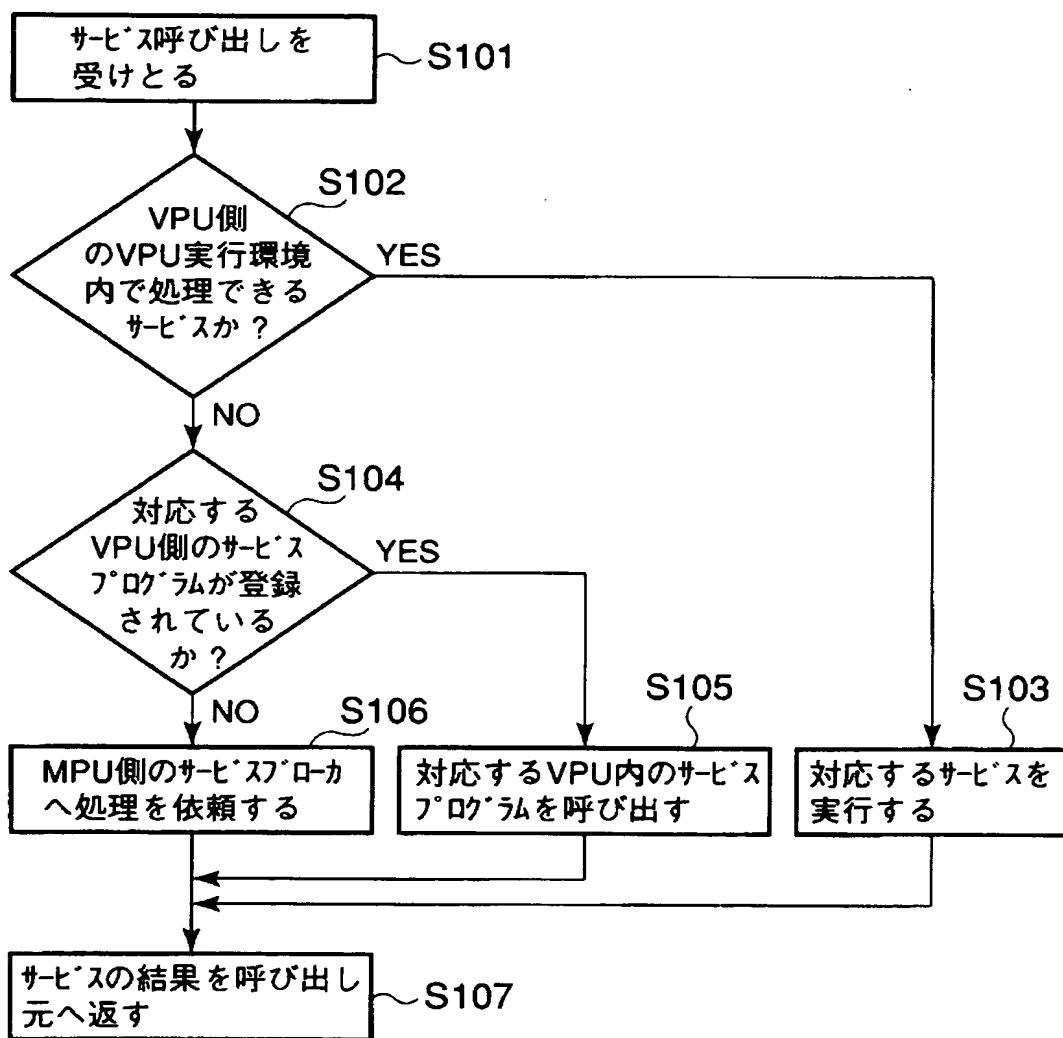 ｻｰﾋﾞｽ呼び出しを
受けとる
S101
S102
VPU側
のVPU実行環境
内で処理できる
ｻｰﾋﾞｽか？
YES
NO
S104
対応する
VPU側のｻｰﾋﾞｽ
ﾌﾟﾛｸﾞﾗﾑが登録
されている
か？
YES
NO
S106
MPU側のｻｰﾋﾞｽﾌﾞﾛｰｶ
へ処理を依頼する
S105
対応するVPU内のｻｰﾋﾞｽ
ﾌﾟﾛｸﾞﾗﾑを呼び出す
S103
対応するｻｰﾋﾞｽを
実行する
ｻｰﾋﾞｽの結果を呼び出し
元へ返す
S107